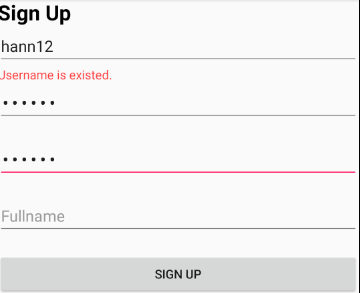 Sign Up
hann12
Username is existed.
••••••
••••••
Fullname
SIGN UP